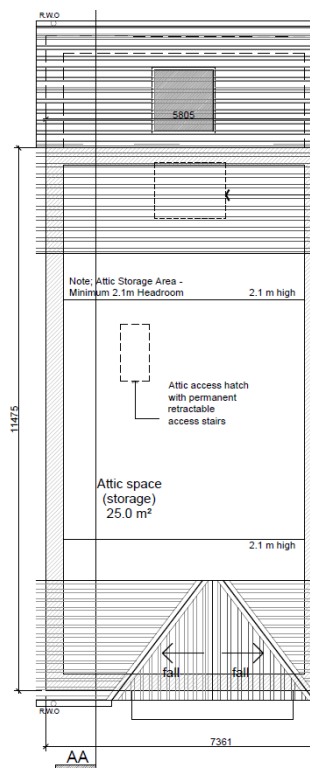 R.W.O
5805
Note; Attic Storage Area -
Minimum 2.1m Headroom
2.1 m high
Attic access hatch
with permanent
retractable
access stairs
11475
Attic space
(storage)
25.0 m²
2.1 m high
fall
fall
R.W.O
7361
AA